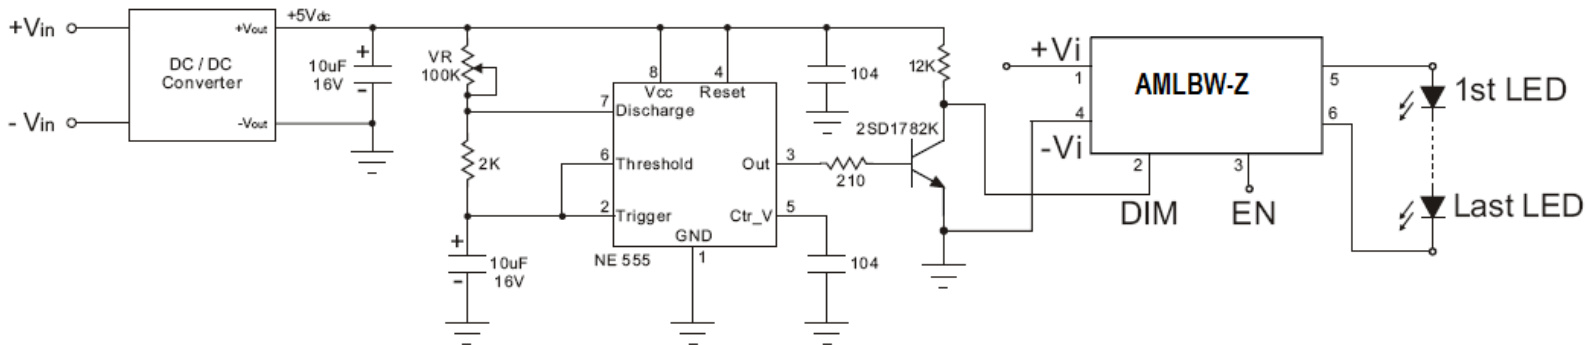 +Vin
- Vin
+Vout
DC / DC
Converter
-Vout
+5Vdc
+
10uF
16V
-
VR
100K
2K
+
10uF
16V
-
8
4
Vcc
Reset
7
Discharge
6
Threshold
Out
3
2
Trigger
Ctr_V
5
GND
NE 555
1
104
104
210
12K
2SD1782K
+Vi
1
4
-Vi
AMLBW-Z
5
6
2
3
DIM
EN
1st LED
Last LED